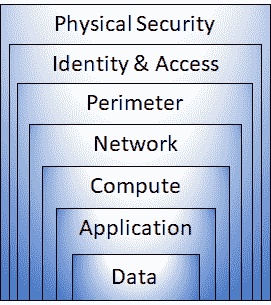 Physical Security
Identity & Access
Perimeter
Network
Compute
Application
Data